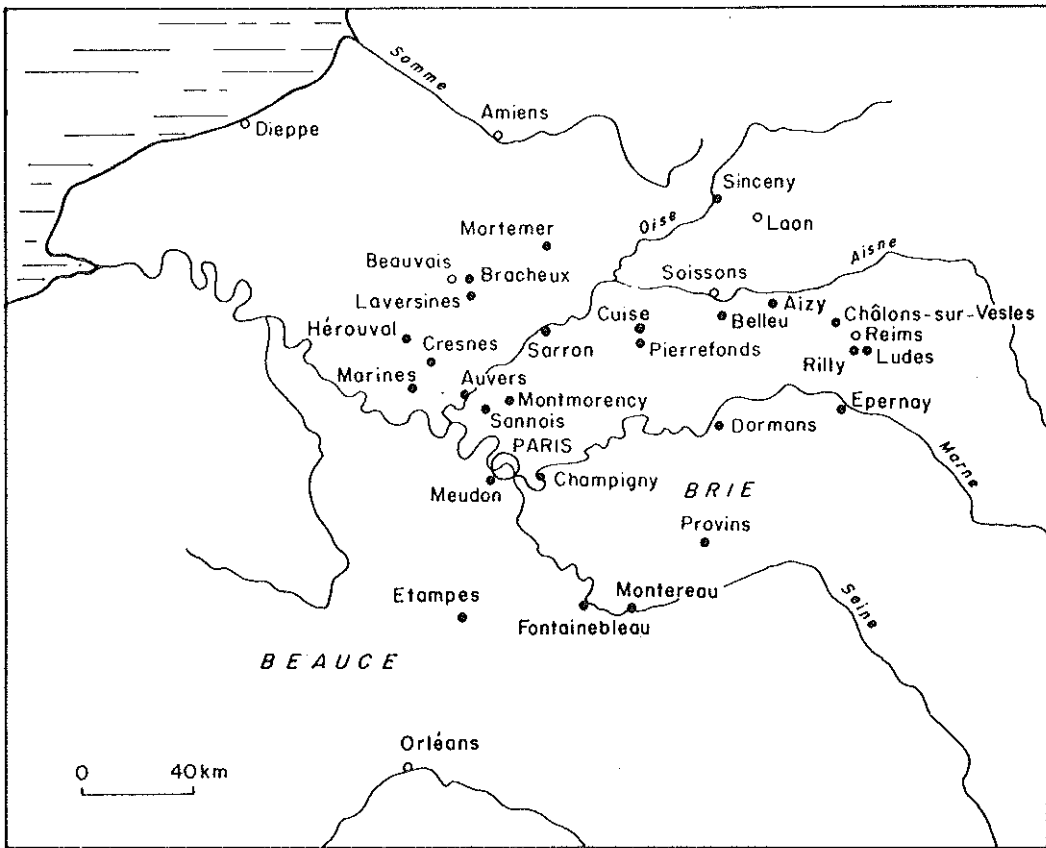 Somme
Amiens
Dieppe
Sinceny
Oise
Laon
Mortemer
Aisne
Beauvais
Bracheux
Soissons
Laversines
Aizy
Châlons-sur-Vesles
Cuise
Belleu
Hérouval
Reims
Cresnes
Sarron
Pierrefonds
Rilly
Ludes
Marines
Auvers
Montmorency
Epernay
Sannois
Dormans
PARIS
Marne
Meudon
Champigny
BRIE
Provins
Etampes
Montereau
Seine
Fontainebleau
BEAUCE
Orléans
0 40 km